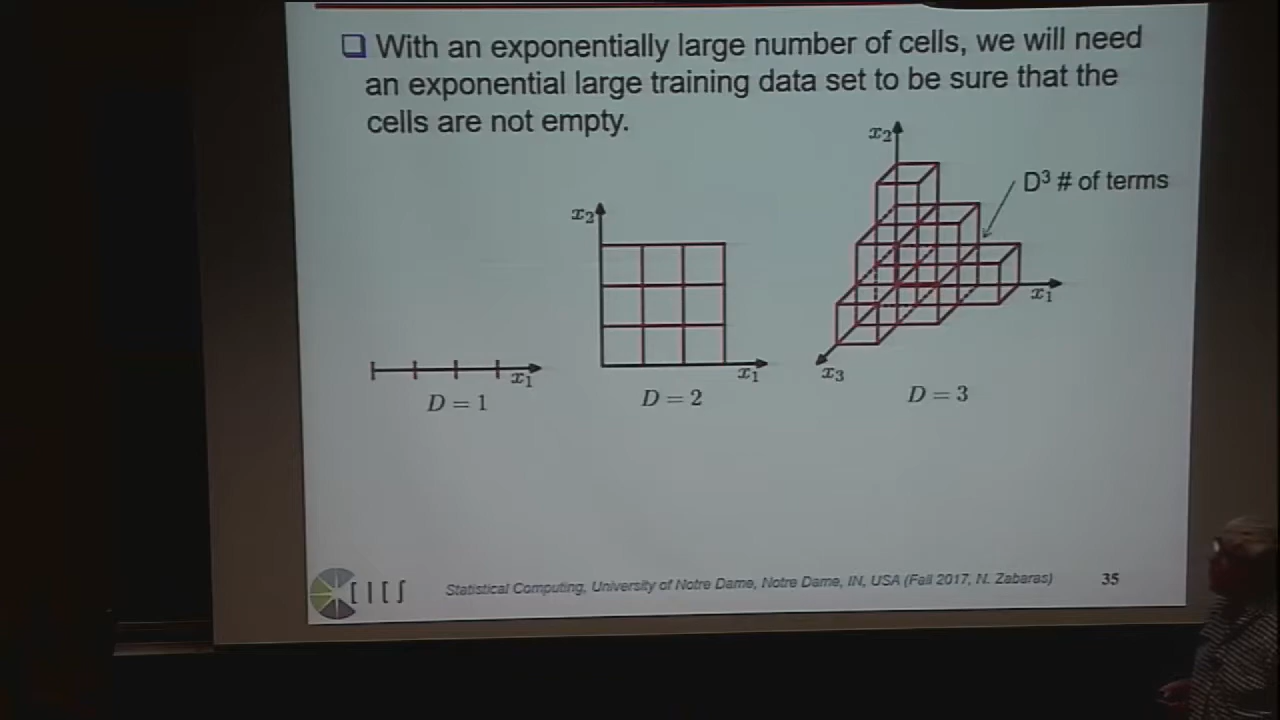 ❑ With an exponentially large number of cells, we will need
an exponential large training data set to be sure that the
cells are not empty.
x₂
D³ # of terms
x₂
x₁
x₁
x₁
x₃
D = 1
D = 2
D = 3
CICS
Statistical Computing, University of Notre Dame, Notre Dame, IN, USA (Fall 2017, N. Zabaras)
35